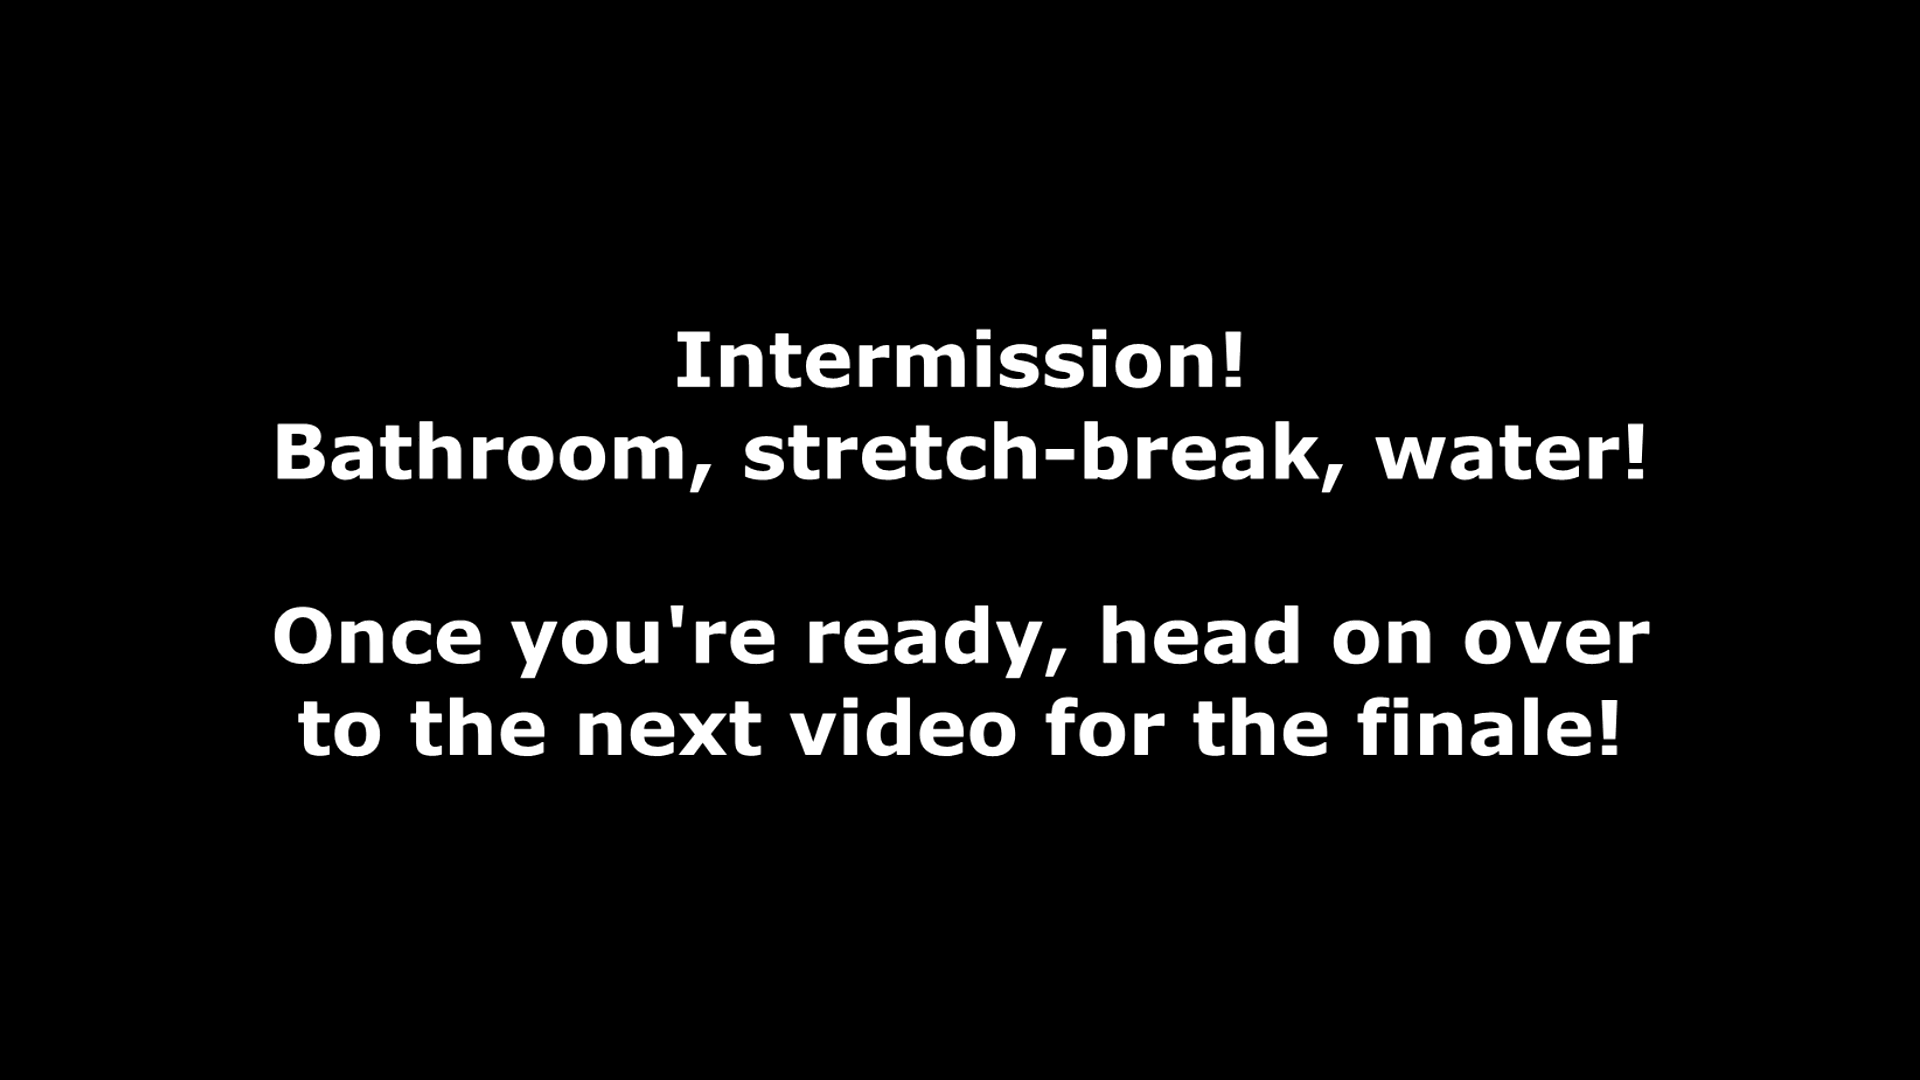 Intermission!
Bathroom, stretch-break, water!
Once you're ready, head on over
to the next video for the finale!